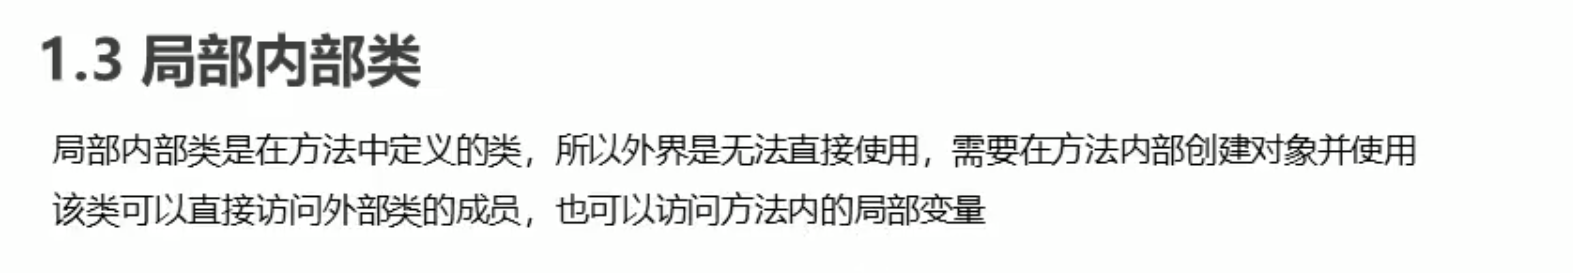 1.3 局部内部类
局部内部类是在方法中定义的类，所以外界是无法直接使用，需要在方法内部创建对象并使用
该类可以直接访问外部类的成员，也可以访问方法内的局部变量